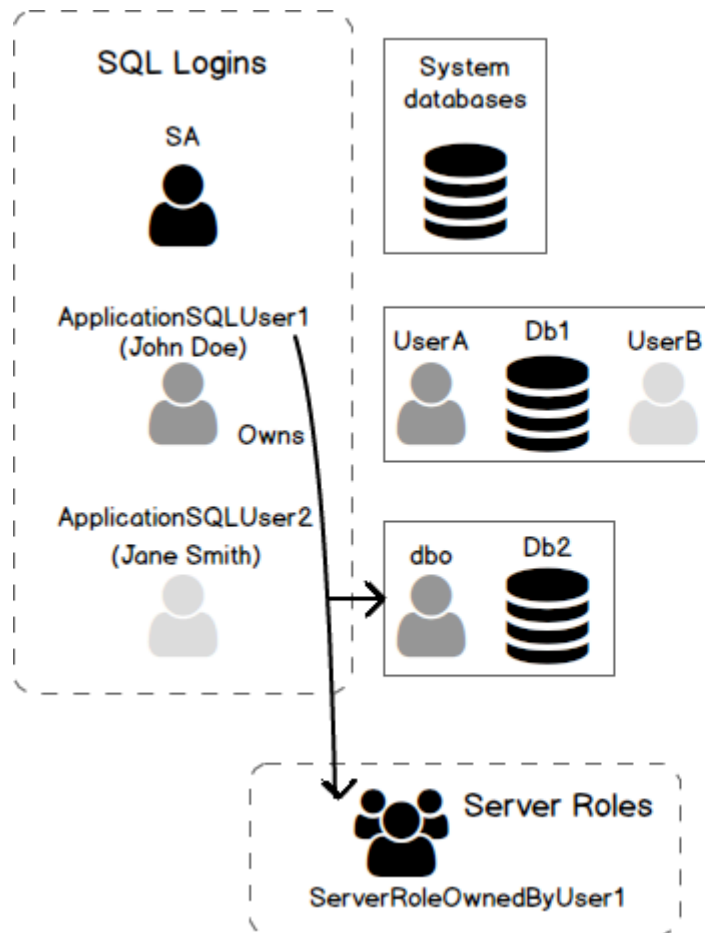 SQL Logins
SA
ApplicationSQLUser1
(John Doe)
Owns
ApplicationSQLUser2
(Jane Smith)
System
databases
UserA
Db1
UserB
dbo
Db2
Server Roles
ServerRoleOwnedByUser1